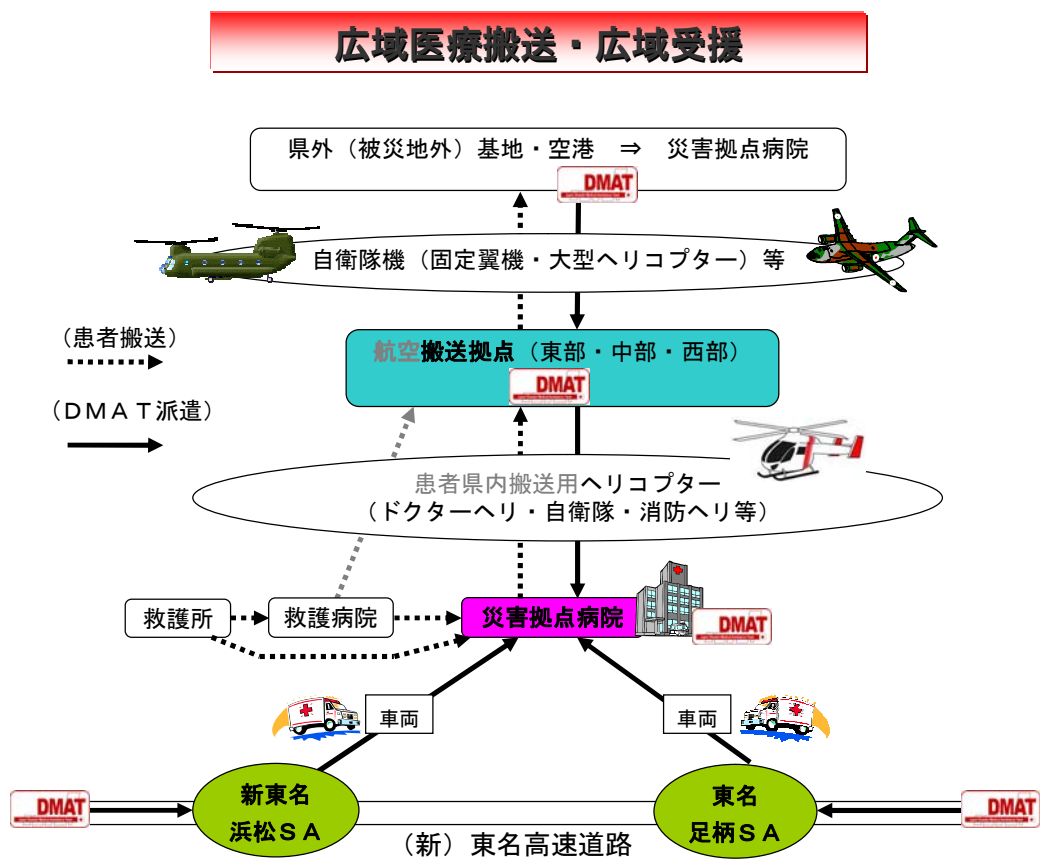 広域医療搬送・広域受援
県外（被災地外）基地・空港　⇒　災害拠点病院
DMAT
自衛隊機（固定翼機・大型ヘリコプター）等
（患者搬送）
航空搬送拠点（東部・中部・西部）
DMAT
（ＤＭＡＴ派遣）
患者県内搬送用ヘリコプター
（ドクターヘリ・自衛隊・消防ヘリ等）
救護所
救護病院
災害拠点病院
DMAT
車両
車両
新東名
浜松ＳＡ
東名
足柄ＳＡ
DMAT
DMAT
（新）東名高速道路